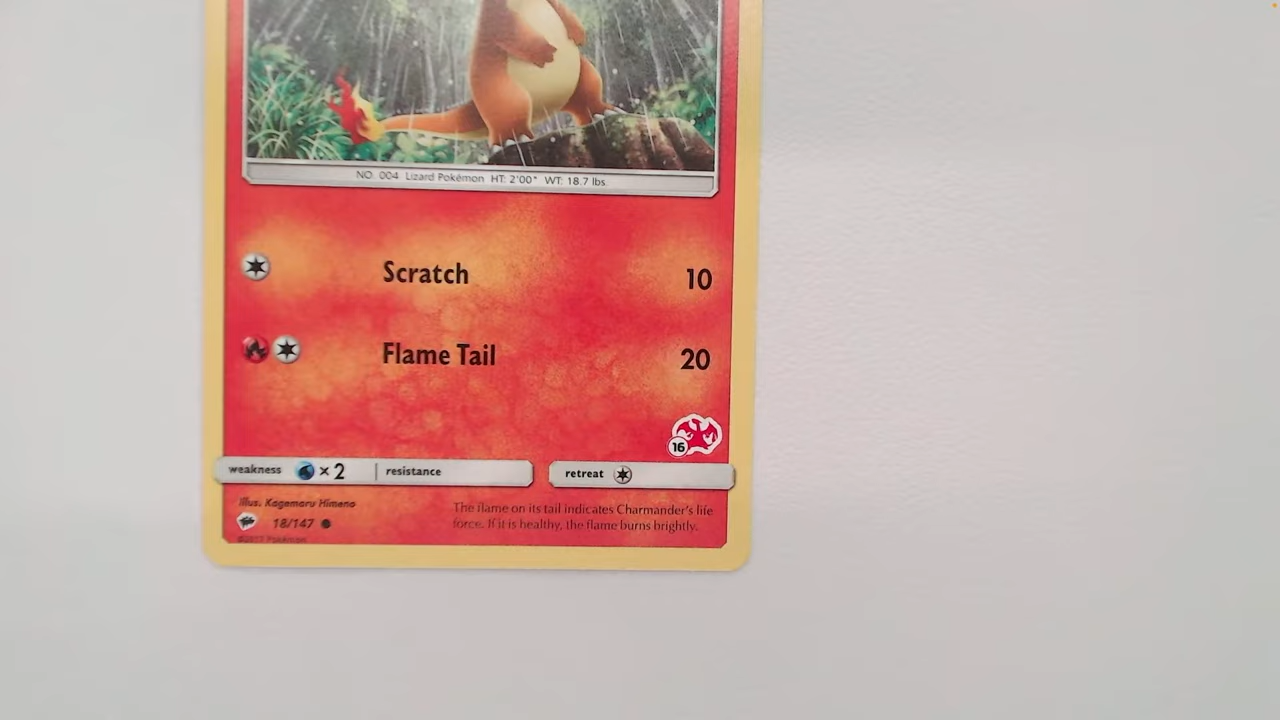 NO. 004 Lizard Pokémon HT: 2'00" WT: 18.7 lbs.
Scratch 10
Flame Tail 20
16
weakness ×2 resistance retreat
Illus. Kagemaru Himeno
18/147
©2017 Pokémon
The flame on its tail indicates Charmander's life
force. If it is healthy, the flame burns brightly.